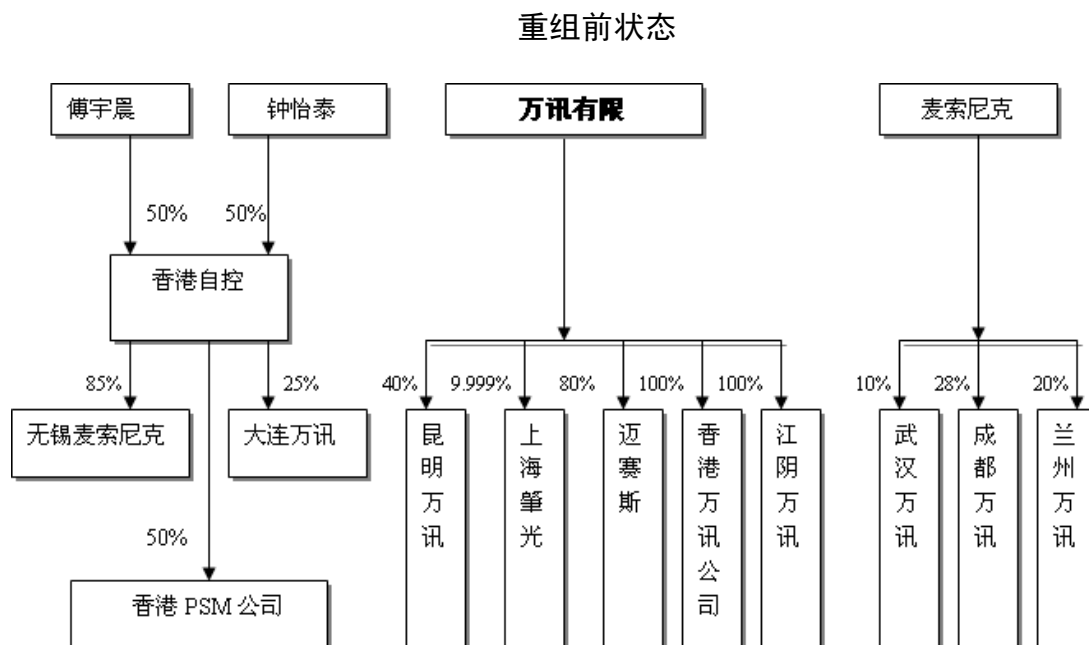 重组前状态
傅宇晨
钟怡泰
万讯有限
麦索尼克
50%
50%
香港自控
85%
25%
40%
9.999%
80%
100%
100%
10%
28%
20%
无锡麦索尼克
大连万讯
昆明万讯
上海肇光
迈赛斯
香港万讯公司
江阴万讯
武汉万讯
成都万讯
兰州万讯
50%
香港 PSM 公司